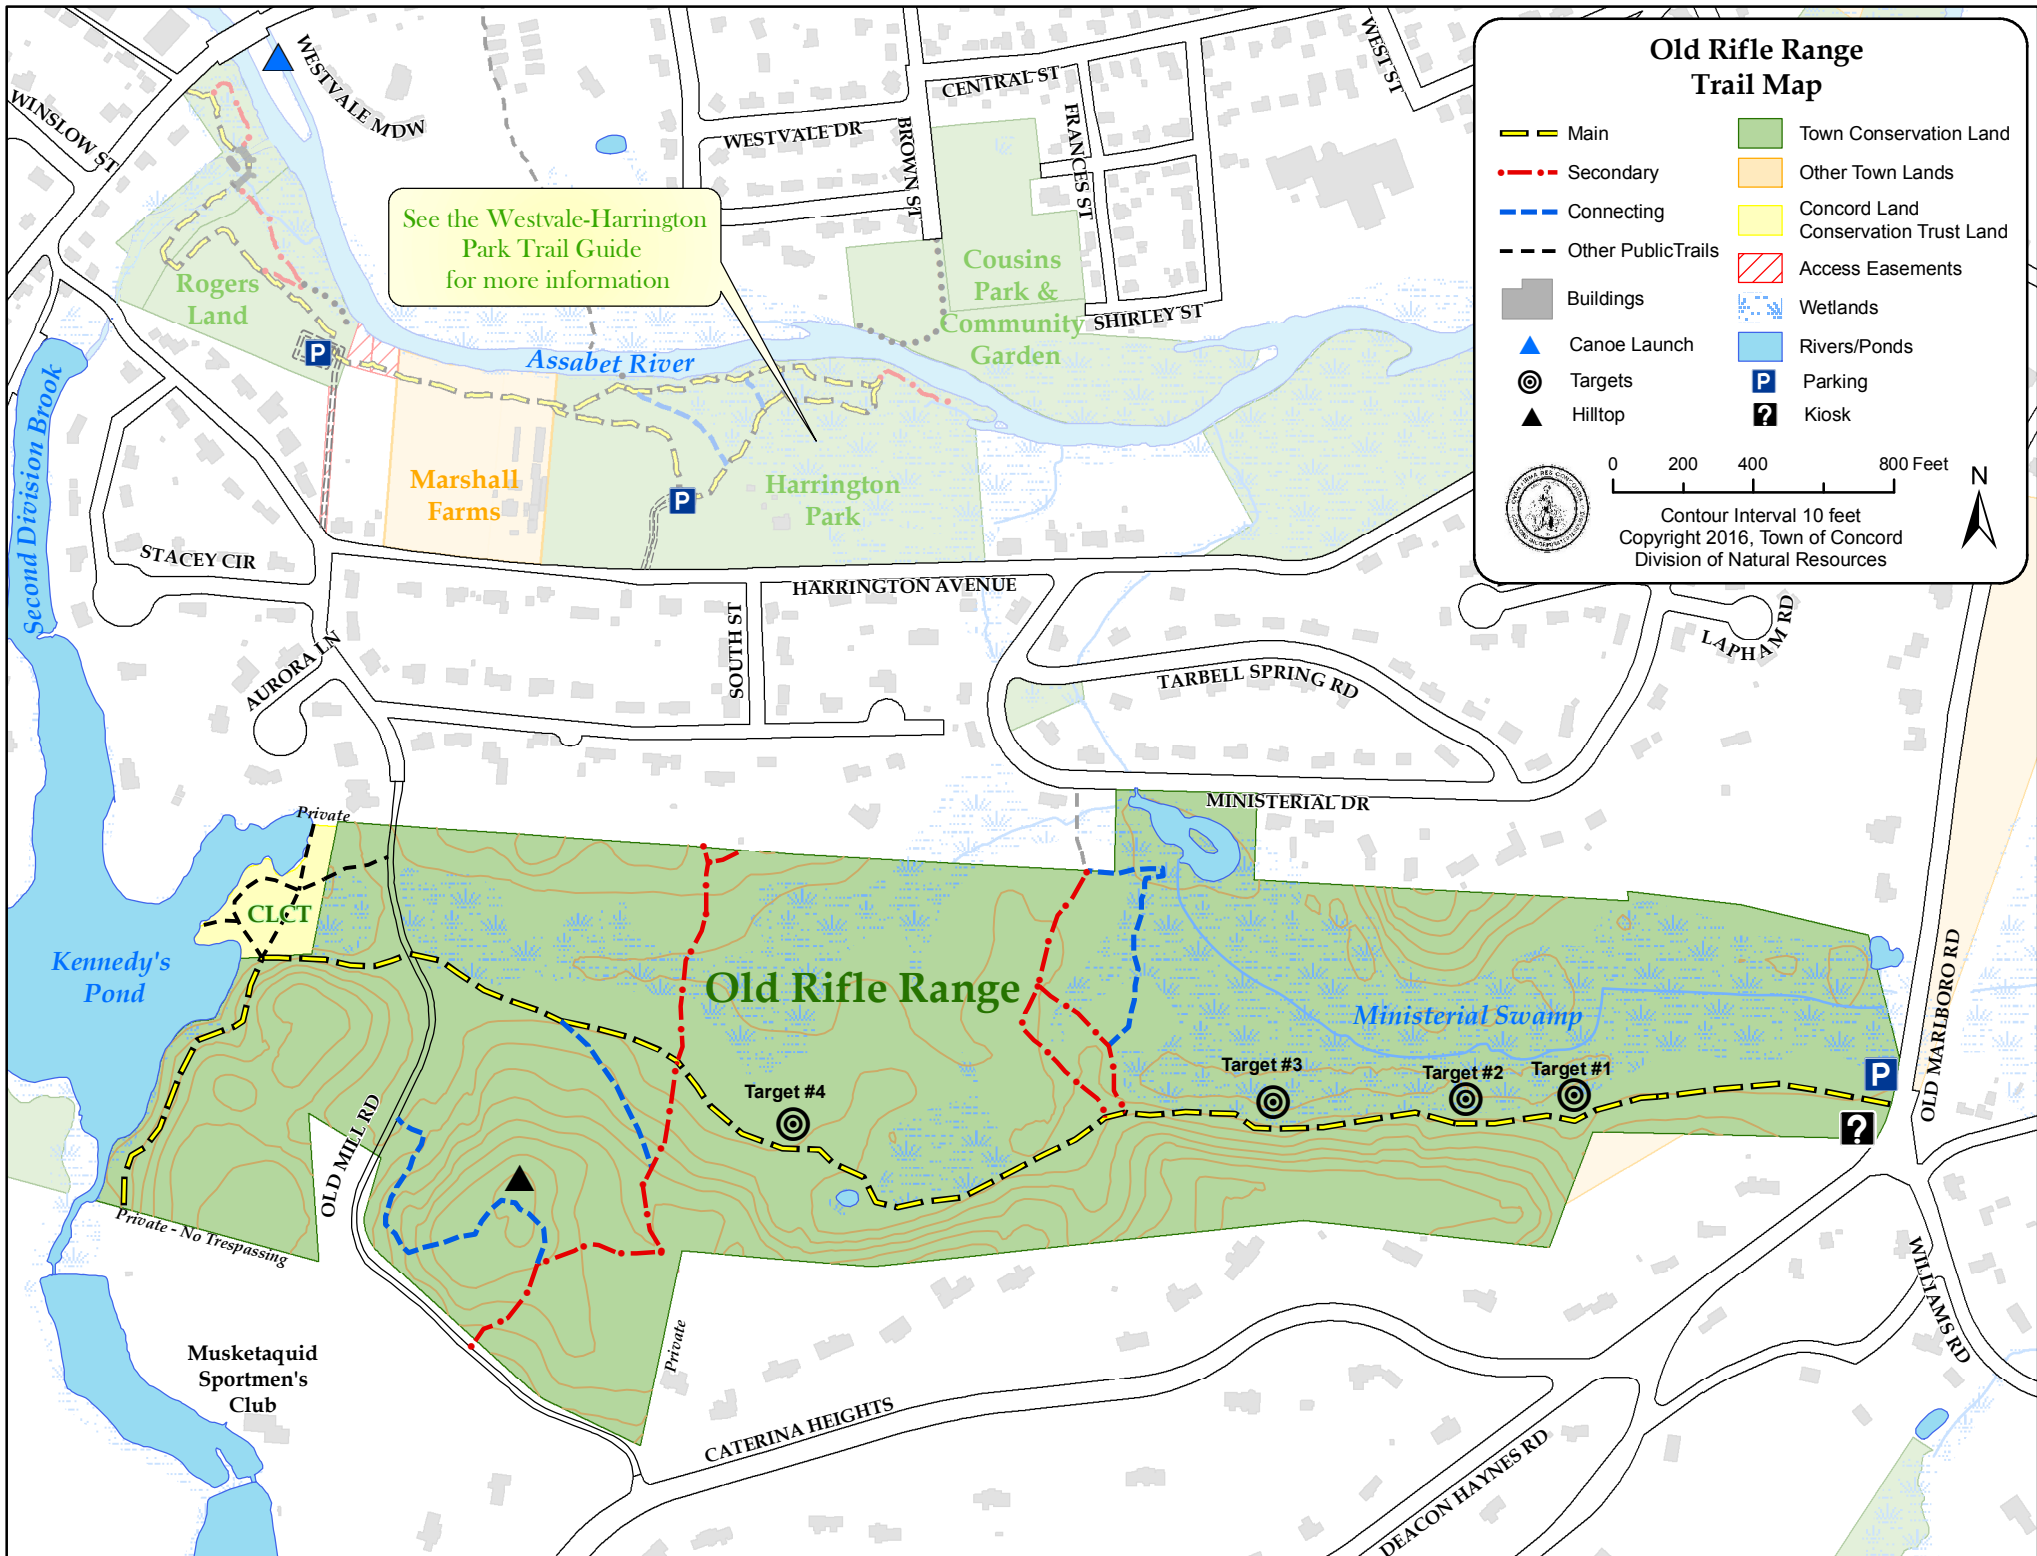 Old Rifle Range
Trail Map
Main
Secondary
Connecting
Other PublicTrails
Buildings
Canoe Launch
Targets
Hilltop
Town Conservation Land
Other Town Lands
Concord Land
Conservation Trust Land
Access Easements
Wetlands
Rivers/Ponds
P Parking
? Kiosk
0 200 400 800 Feet
N
Contour Interval 10 feet
Copyright 2016, Town of Concord
Division of Natural Resources
WINSLOW ST
WESTVALE MDW
WESTVALE DR
BROWN ST
CENTRAL ST
FRANCES ST
WEST ST
SHIRLEY ST
See the Westvale-Harrington
Park Trail Guide
for more information
Rogers
Land
P
Cousins
Park &
Community
Garden
Assabet River
Second Division Brook
Marshall
Farms
Harrington
Park
P
STACEY CIR
HARRINGTON AVENUE
SOUTH ST
AURORA LN
TARBELL SPRING RD
LAPHAM RD
MINISTERIAL DR
Private
CLCT
Kennedy's
Pond
Old Rifle Range
Ministerial Swamp
OLD MARLBORO RD
Target #4
Target #3
Target #2
Target #1
P
?
OLD MILL RD
Private - No Trespassing
Musketaquid
Sportmen's
Club
Private
CATERINA HEIGHTS
DEACON HAYNES RD
WILLIAMS RD